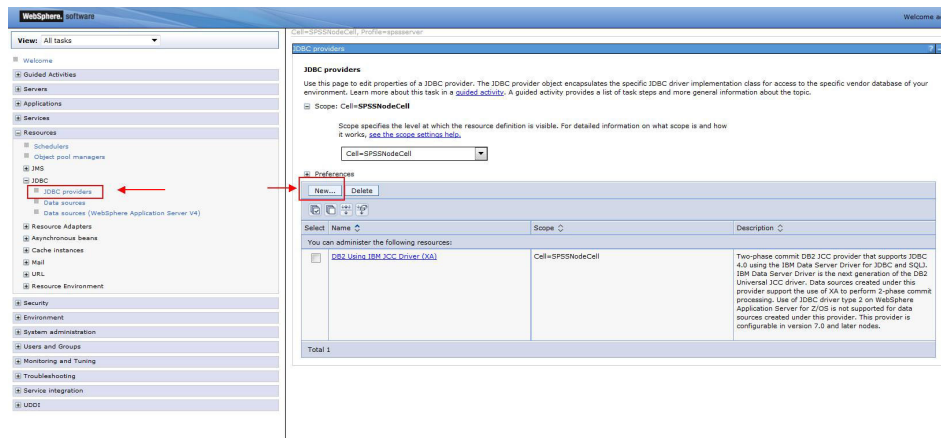 WebSphere. software
Welcome
View: All tasks
Welcome
Guided Activities
Servers
Applications
Services
Resources
Schedulers
Object pool managers
JMS
JDBC
JDBC providers
Data sources
Data sources (WebSphere Application Server V4)
Resource Adapters
Asynchronous beans
Cache instances
Mail
URL
Resource Environment
Security
Environment
System administration
Users and Groups
Monitoring and Tuning
Troubleshooting
Service integration
UDDI
Cell=SPSSNodeCell, Profile=spssserver
JDBC providers
?
JDBC providers
Use this page to edit properties of a JDBC provider. The JDBC provider object encapsulates the specific JDBC driver implementation class for access to the specific vendor database of your
environment. Learn more about this task in a guided activity. A guided activity provides a list of task steps and more general information about the topic.
Scope: Cell=SPSSNodeCell
Scope specifies the level at which the resource definition is visible. For detailed information on what scope is and how
it works, see the scope settings help.
Cell=SPSSNodeCell
Preferences
New... Delete
Select Name Scope Description
You can administer the following resources:
DB2 Using IBM JCC Driver (XA) Cell=SPSSNodeCell Two-phase commit DB2 JCC provider that supports JDBC
4.0 using the IBM Data Server Driver for JDBC and SQLJ.
IBM Data Server Driver is the next generation of the DB2
Universal JCC driver. Data sources created under this
provider support the use of XA to perform 2-phase commit
processing. Use of JDBC driver type 2 on WebSphere
Application Server for Z/OS is not supported for data
sources created under this provider. This provider is
configurable in version 7.0 and later nodes.
Total 1